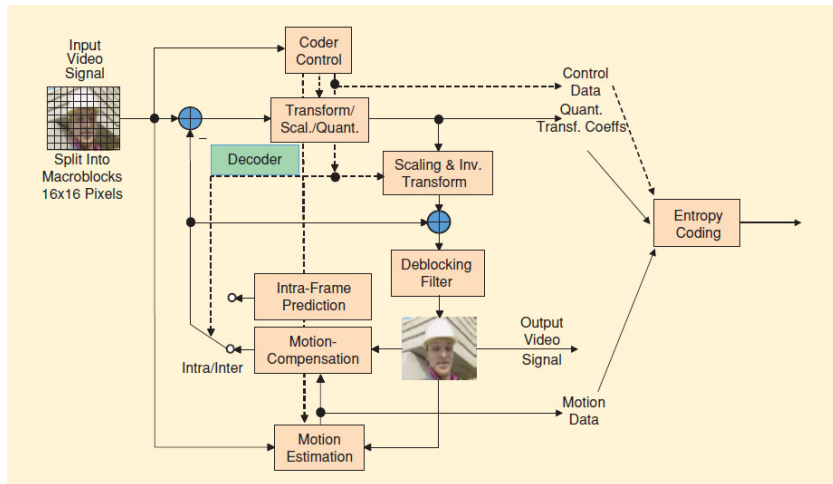 Input
Video
Signal
Split Into
Macroblocks
16x16 Pixels
Coder
Control
Transform/
Scal./Quant.
Decoder
Scaling & Inv.
Transform
Control
Data
Quant.
Transf. Coeffs
Entropy
Coding
Deblocking
Filter
Intra-Frame
Prediction
Motion-
Compensation
Intra/Inter
Output
Video
Signal
Motion
Data
Motion
Estimation